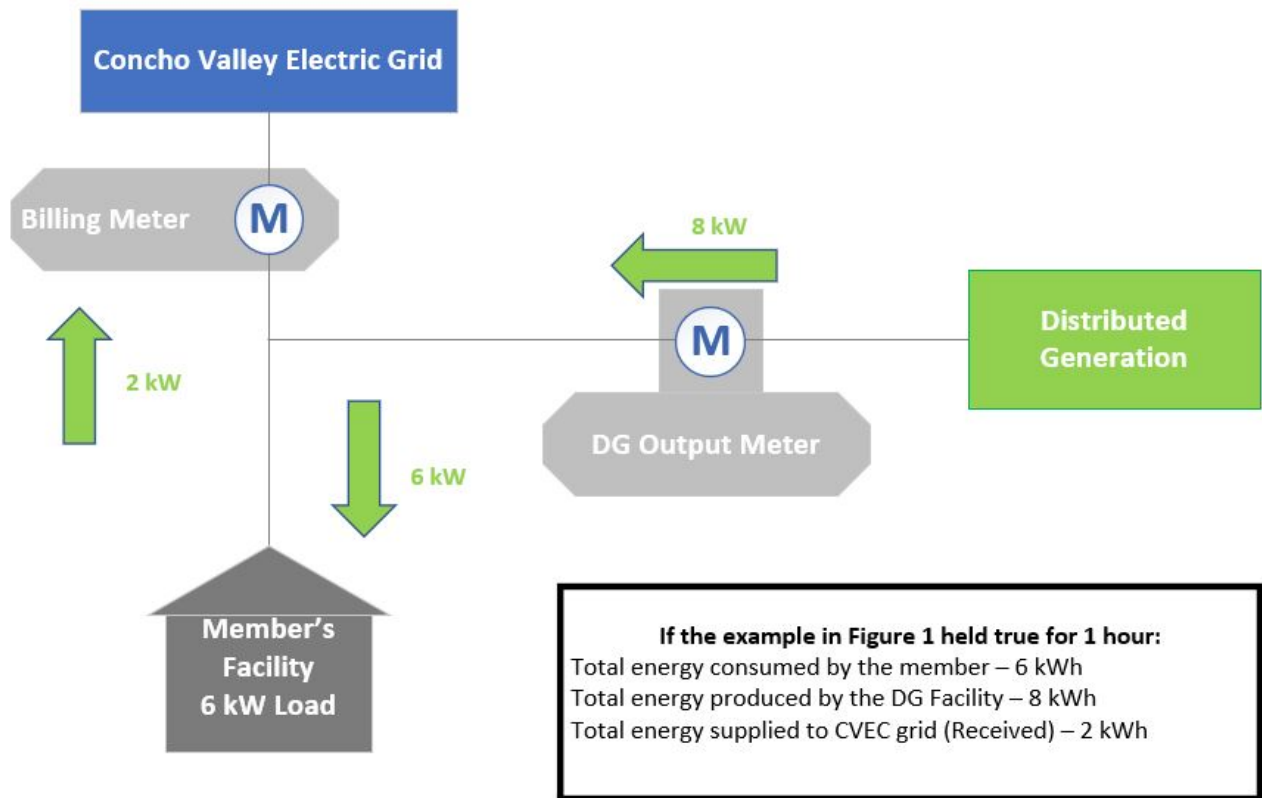 Concho Valley Electric Grid
Billing Meter
M
8 kW
M
Distributed
Generation
2 kW
6 kW
DG Output Meter
Member’s
Facility
6 kW Load
If the example in Figure 1 held true for 1 hour:
Total energy consumed by the member – 6 kWh
Total energy produced by the DG Facility – 8 kWh
Total energy supplied to CVEC grid (Received) – 2 kWh